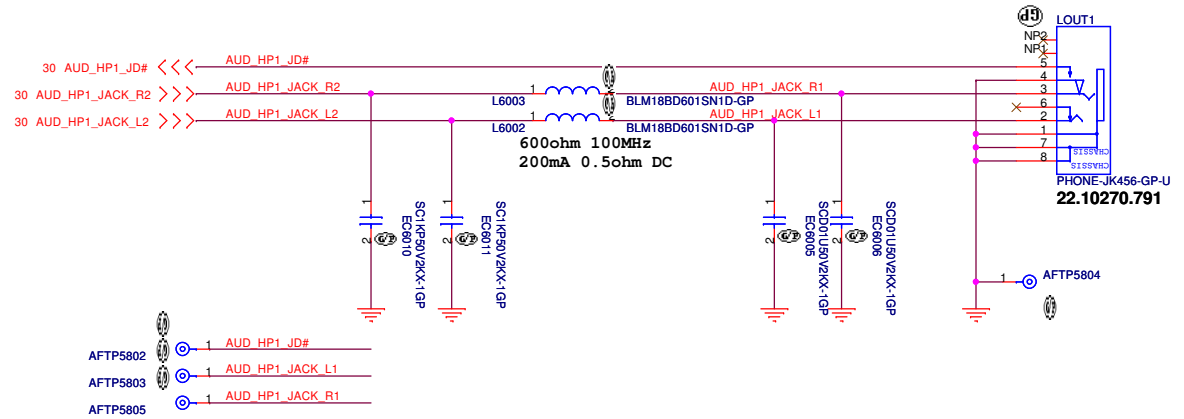 LOUT1
NP2
NP1
30 AUD_HP1_JD#
AUD_HP1_JD#
5
4
30 AUD_HP1_JACK_R2
AUD_HP1_JACK_R2
1
AUD_HP1_JACK_R1
3
L6003
BLM18BD601SN1D-GP
6
30 AUD_HP1_JACK_L2
AUD_HP1_JACK_L2
1
AUD_HP1_JACK_L1
2
L6002
BLM18BD601SN1D-GP
1
600ohm 100MHz
200mA 0.5ohm DC
7
CHASSIS
8
CHASSIS
PHONE-JK456-GP-U
22.10270.791
1
2
EC6010
SC1KP50V2KX-1GP
1
2
EC6011
SC1KP50V2KX-1GP
1
2
EC6005
SCD01U50V2KX-1GP
1
2
EC6006
SCD01U50V2KX-1GP
1
AFTP5804
AFTP5802
1
AUD_HP1_JD#
AFTP5803
1
AUD_HP1_JACK_L1
AFTP5805
1
AUD_HP1_JACK_R1